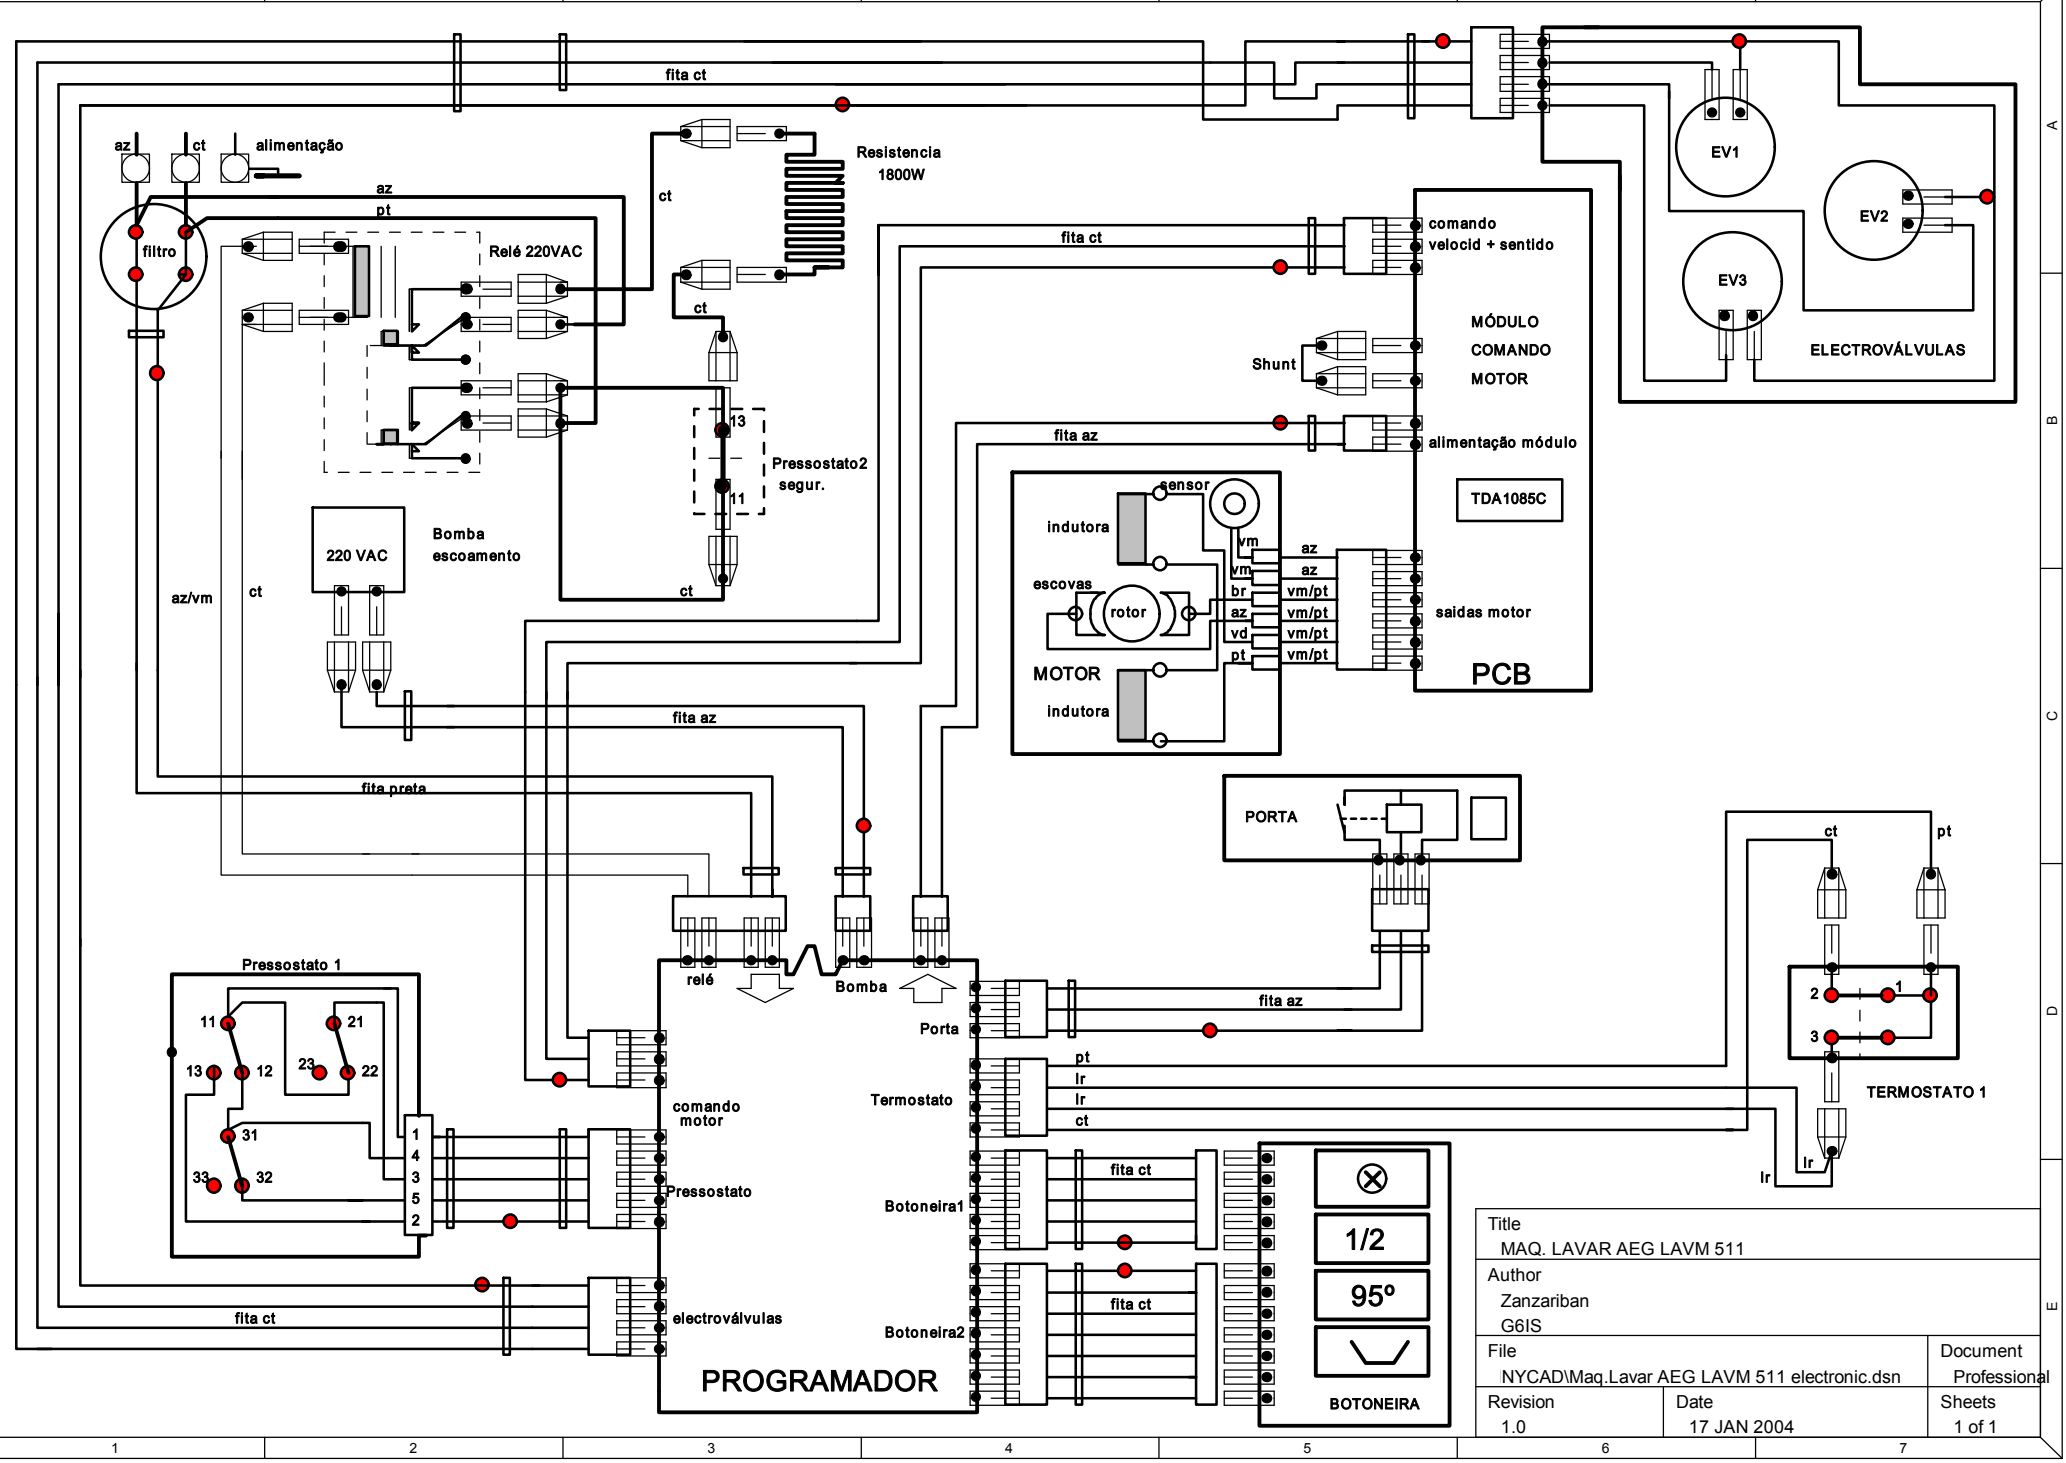 fita ct
A
az
ct
alimentação
Resistencia
1800W
EV1
az
ct
pt
comando
EV2
fita ct
velocid + sentido
filtro
Relé 220VAC
EV3
ct
MÓDULO
Shunt
COMANDO
ELECTROVÁLVULAS
MOTOR
13
B
fita az
alimentação módulo
Pressostato2
segur.
sensor
11
TDA1085C
indutora
Bomba
escoamento
220 VAC
vm
az
vm
az
escovas
br
vm/pt
ct
az/vm
ct
rotor
az
vm/pt
saidas motor
vd
vm/pt
pt
vm/pt
MOTOR
PCB
indutora
fita az
C
fita preta
PORTA
ct
pt
Pressostato 1
relé
Bomba
2
1
fita az
D
11
21
Porta
3
pt
13
12
23
22
lr
Termostato
TERMOSTATO 1
comando
motor
lr
ct
31
1
4
lr
fita ct
33
32
3
lr
Pressostato
5
Botoneira1
2
1/2
Title
MAQ. LAVAR AEG LAVM 511
Author
95º
Zanzariban
fita ct
E
fita ct
electroválvulas
G6IS
Botoneira2
File
Document
NYCAD\Maq.Lavar AEG LAVM 511 electronic.dsn
Professional
PROGRAMADOR
BOTONEIRA
Revision
Date
Sheets
1.0
17 JAN 2004
1 of 1
1
2
3
4
5
6
7